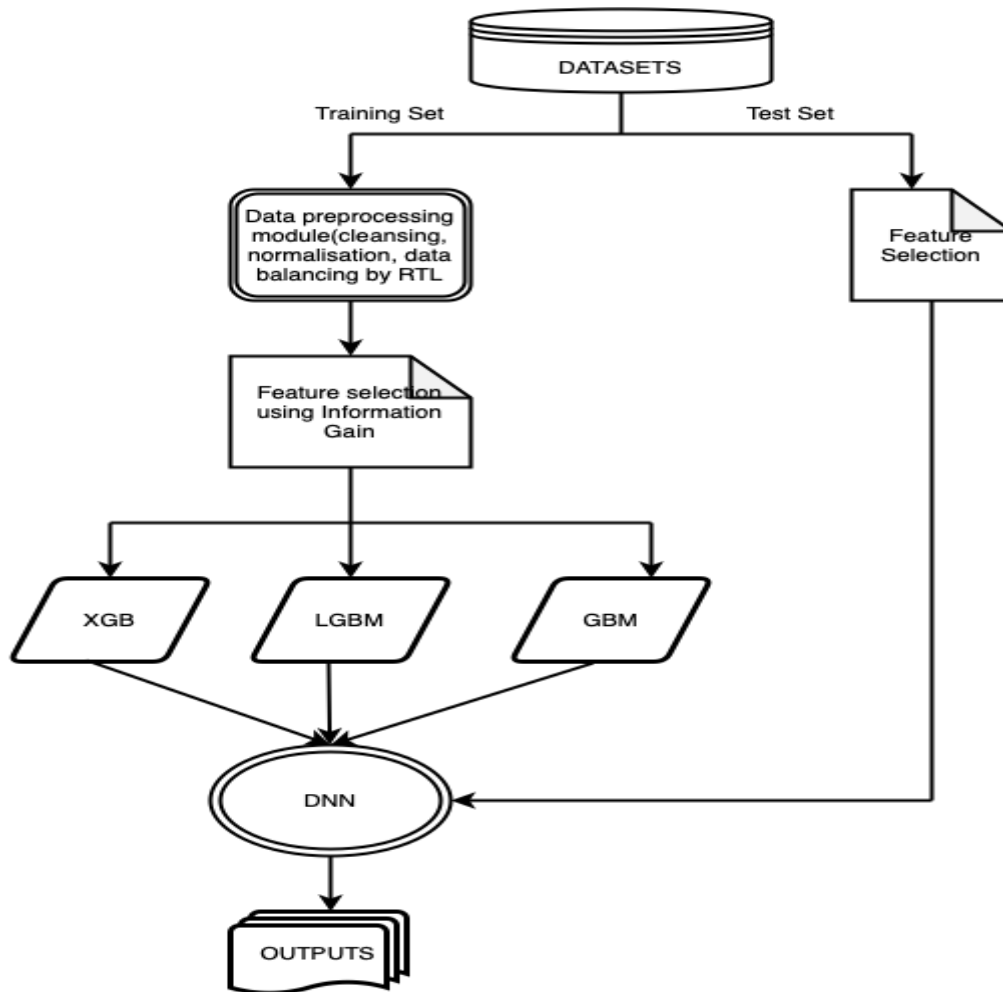 DATASETS
Training Set
Test Set
Data preprocessing
module(cleansing,
normalisation, data
balancing by RTL
Feature
Selection
Feature selection
using Information
Gain
XGB
LGBM
GBM
DNN
OUTPUTS